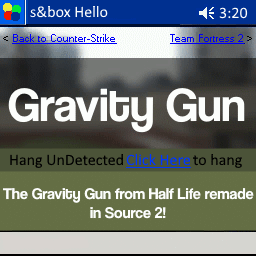 s&box Hello 3:20
< Back to Counter-Strike Team Fortress 2 >
Gravity Gun
Hang UnDetected Click Here to hang
The Gravity Gun from Half Life remade
in Source 2!